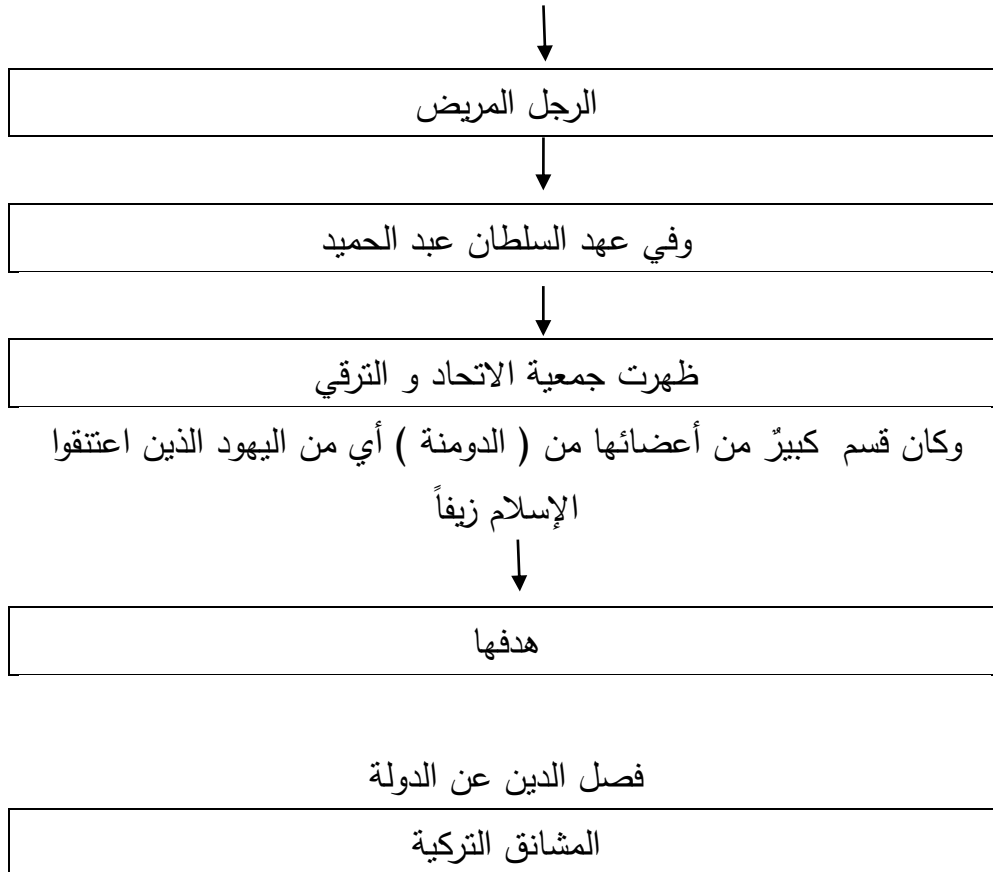 الرجل المريض
وفي عهد السلطان عبد الحميد
ظهرت جمعية الاتحاد و الترقي
وكان قسم كبيرٌ من أعضائها من ( الدومنة ) أي من اليهود الذين اعتنقوا
الإسلام زيفاً
هدفها
فصل الدين عن الدولة
المشانق التركية